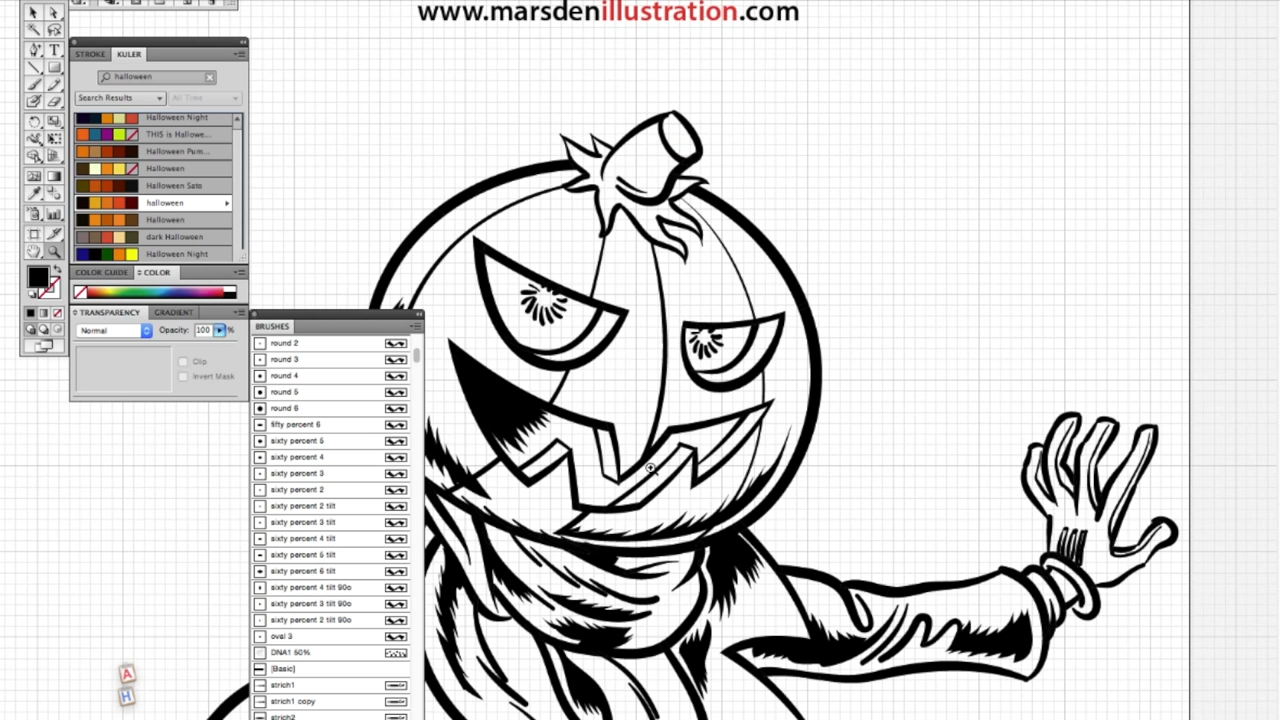 www.marsdenillustration.com
STROKE KULER
halloween
Search Results All Time
Halloween Night
THIS is Hallowe...
Halloween Pum...
Halloween
Halloween Sato
halloween
Halloween
dark Halloween
Halloween Night
COLOR GUIDE COLOR
TRANSPARENCY GRADIENT
Normal Opacity: 100 %
Clip
Invert Mask
BRUSHES
round 2
round 3
round 4
round 5
round 6
fifty percent 6
sixty percent 5
sixty percent 4
sixty percent 3
sixty percent 2
sixty percent 2 tilt
sixty percent 3 tilt
sixty percent 4 tilt
sixty percent 5 tilt
sixty percent 6 tilt
sixty percent 4 tilt 90o
sixty percent 3 tilt 90o
sixty percent 2 tilt 90o
oval 3
DNA1 50%
[Basic]
strich1
strich1 copy
strich2
A
H